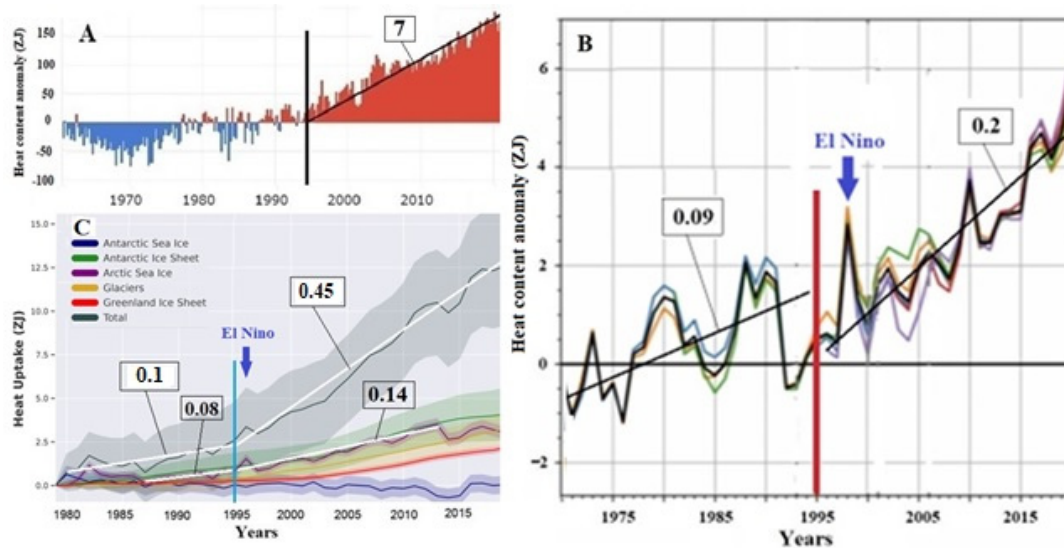 A
Heat content anomaly (ZJ)
150
100
50
0
-50
-100
7
1970
1980
1990
2000
2010
B
Heat content anomaly (ZJ)
6
4
2
0
−2
El Nino
0.09
0.2
1975
1985
1995
2005
2015
Years
C
Heat Uptake (ZJ)
15.0
12.5
10.0
7.5
5.0
2.5
0.0
Antarctic Sea Ice
Antarctic Ice Sheet
Arctic Sea Ice
Glaciers
Greenland Ice Sheet
Total
El Nino
0.45
0.1
0.08
0.14
1980
1985
1990
1995
2000
2005
2010
2015
Years